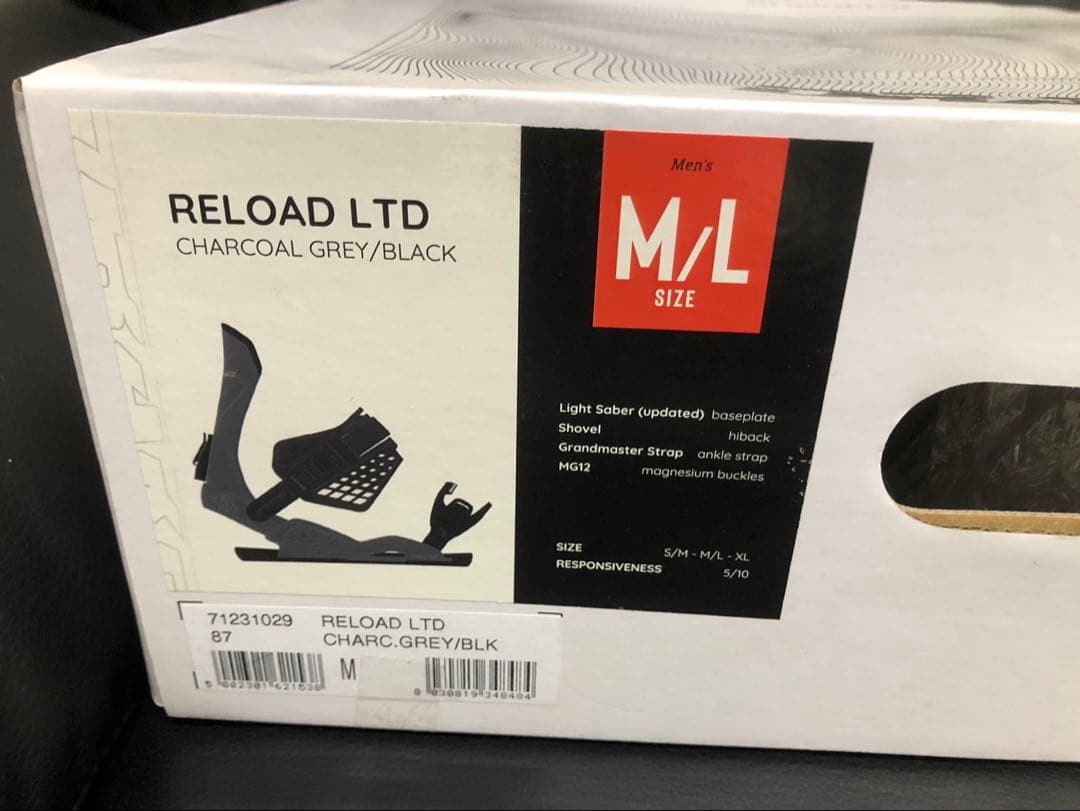 RELOAD LTD
CHARCOAL GREY/BLACK
Men's
M/L
SIZE
Light Saber (updated) baseplate
Shovel hiback
Grandmaster Strap ankle strap
MG12 magnesium buckles
SIZE S/M - M/L - XL
RESPONSIVENESS 5/10
71231029 RELOAD LTD
87 CHARC.GREY/BLK
M